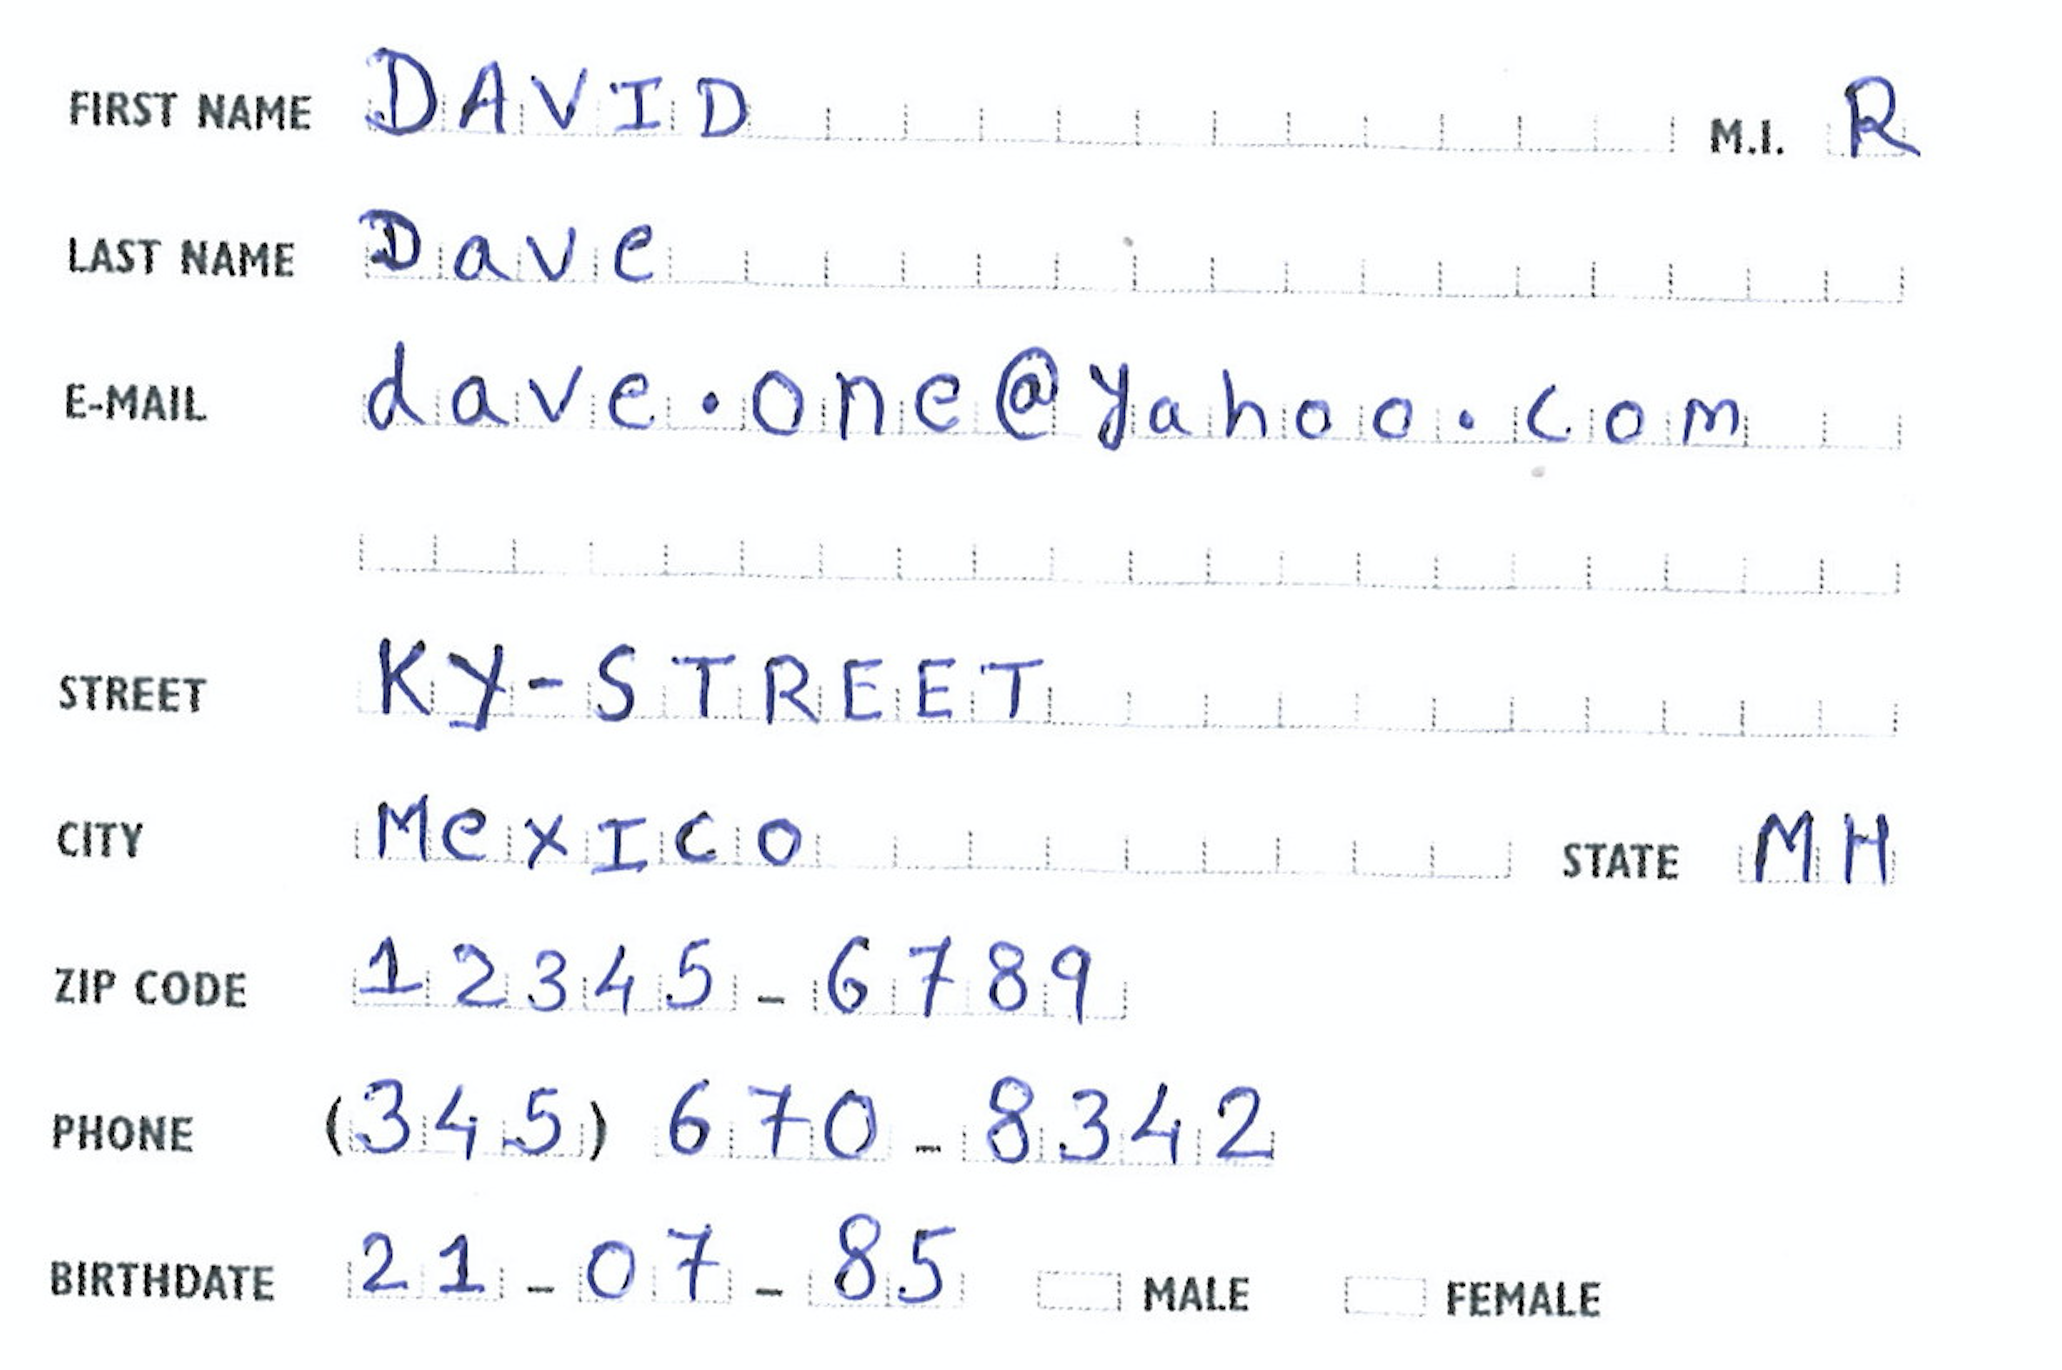 FIRST NAME DAVID M.I. R
LAST NAME Dave
E-MAIL dave.one@yahoo.com
STREET KY-STREET
CITY MeXICO STATE MH
ZIP CODE 12345-6789
PHONE (345) 670-8342
BIRTHDATE 21-07-85 MALE FEMALE